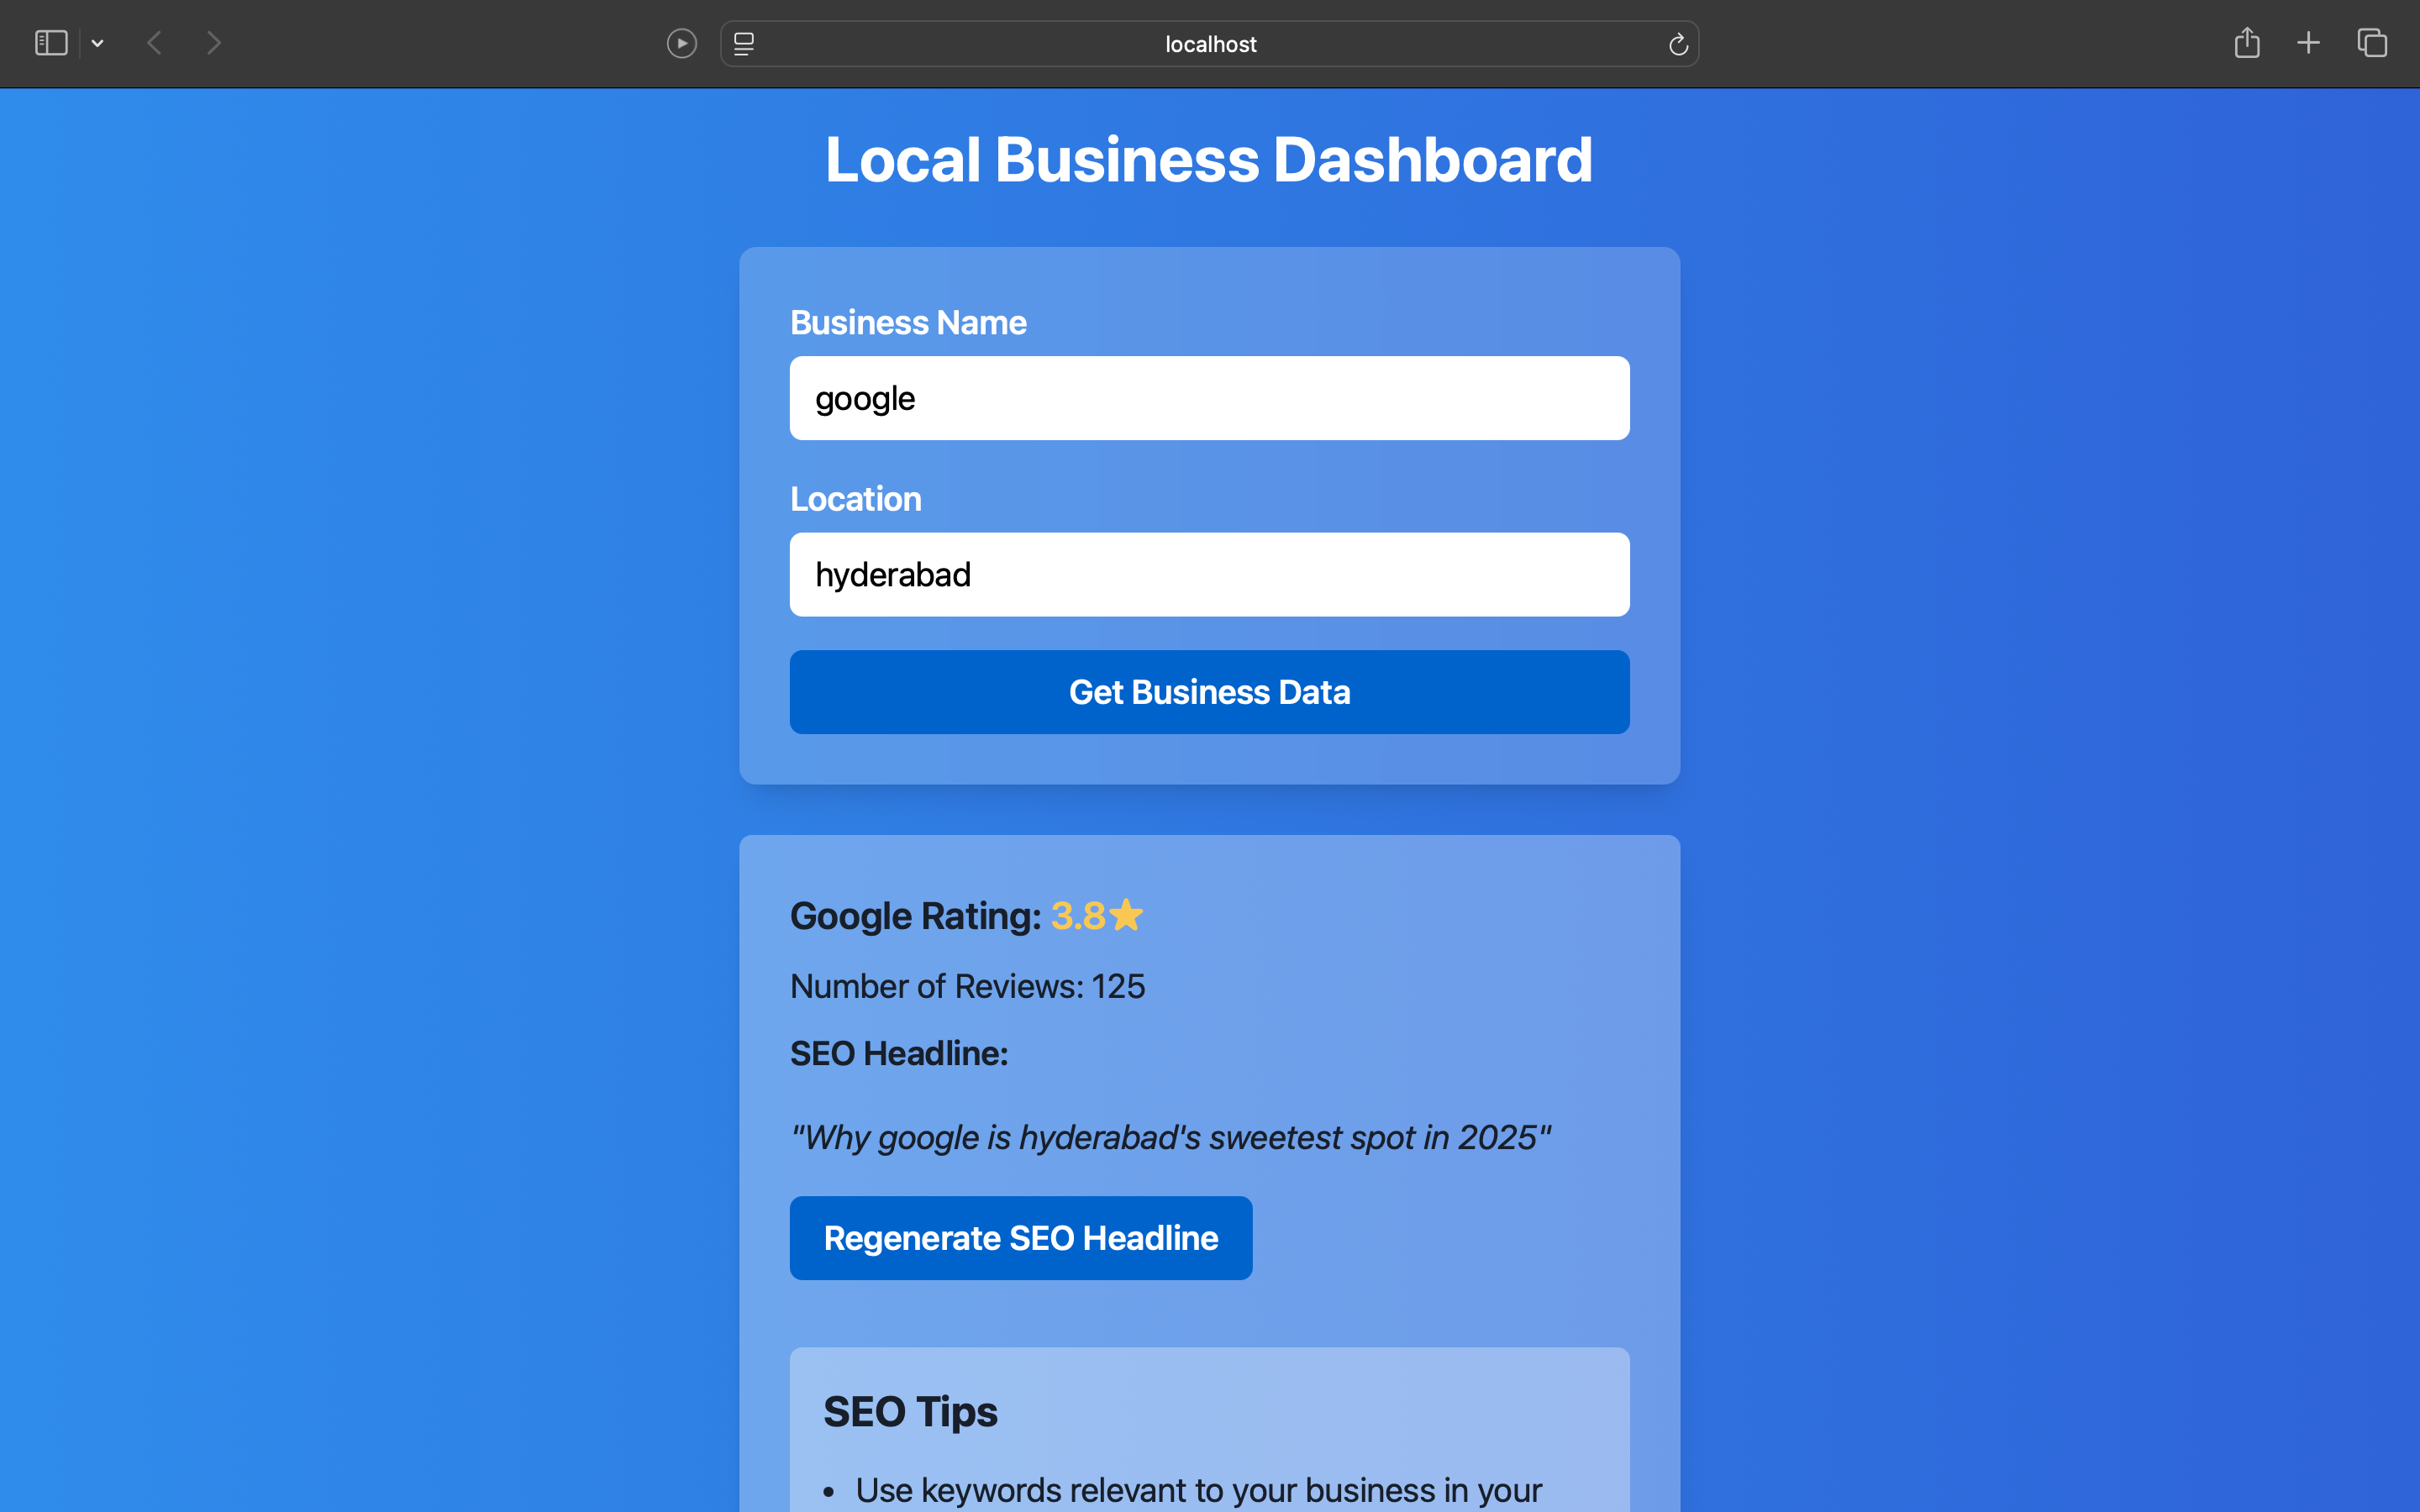 localhost
Local Business Dashboard
Business Name
google
Location
hyderabad
Get Business Data
Google Rating: 3.8⭐
Number of Reviews: 125
SEO Headline:
"Why google is hyderabad's sweetest spot in 2025"
Regenerate SEO Headline
SEO Tips
• Use keywords relevant to your business in your